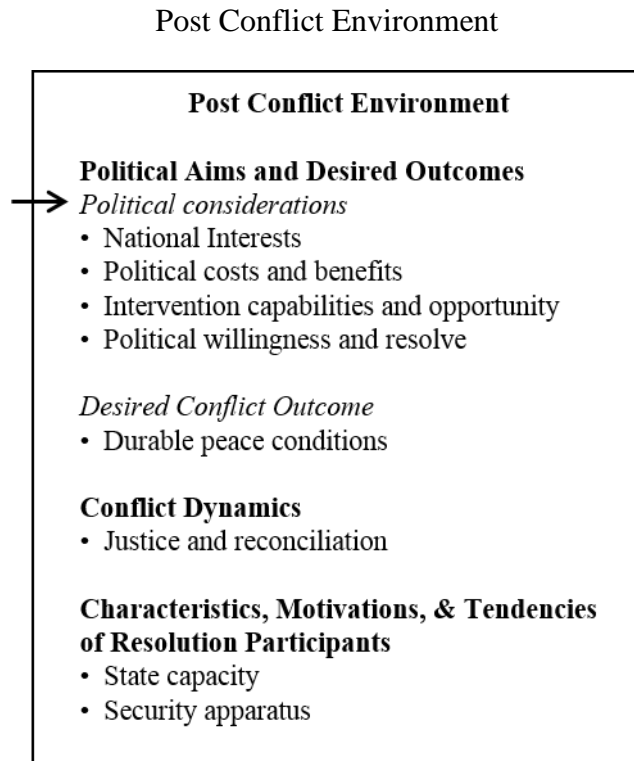 Post Conflict Environment
Post Conflict Environment
Political Aims and Desired Outcomes
Political considerations
• National Interests
• Political costs and benefits
• Intervention capabilities and opportunity
• Political willingness and resolve
Desired Conflict Outcome
• Durable peace conditions
Conflict Dynamics
• Justice and reconciliation
Characteristics, Motivations, & Tendencies
of Resolution Participants
• State capacity
• Security apparatus